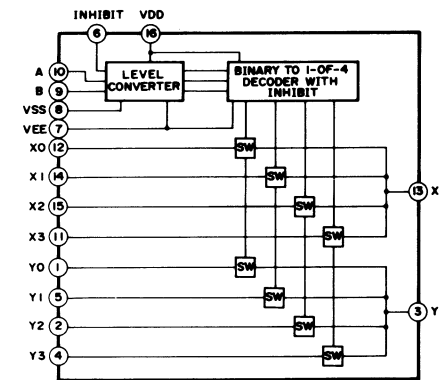 INHIBIT VDD
6 16
A 10
B 9
VSS 8
VEE 7
LEVEL
CONVERTER
BINARY TO 1-OF-4
DECODER WITH
INHIBIT
X0 12 SW
X1 14 SW
13 X
X2 15 SW
X3 11 SW
Y0 1 SW
Y1 5 SW
3 Y
Y2 2 SW
Y3 4 SW